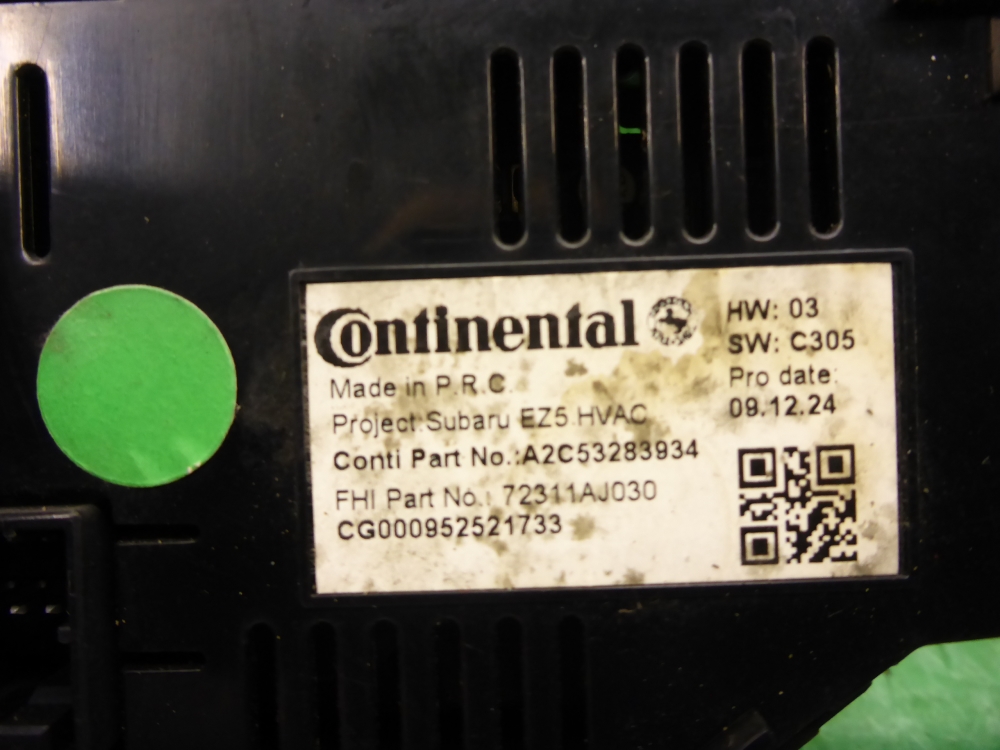 Continental
Made in P.R.C.
Project:Subaru EZ5 HVAC
Conti Part No.:A2C53283934
FHI Part No.: 72311AJ030
CG000952521733
HW: 03
SW: C305
Pro date:
09.12.24